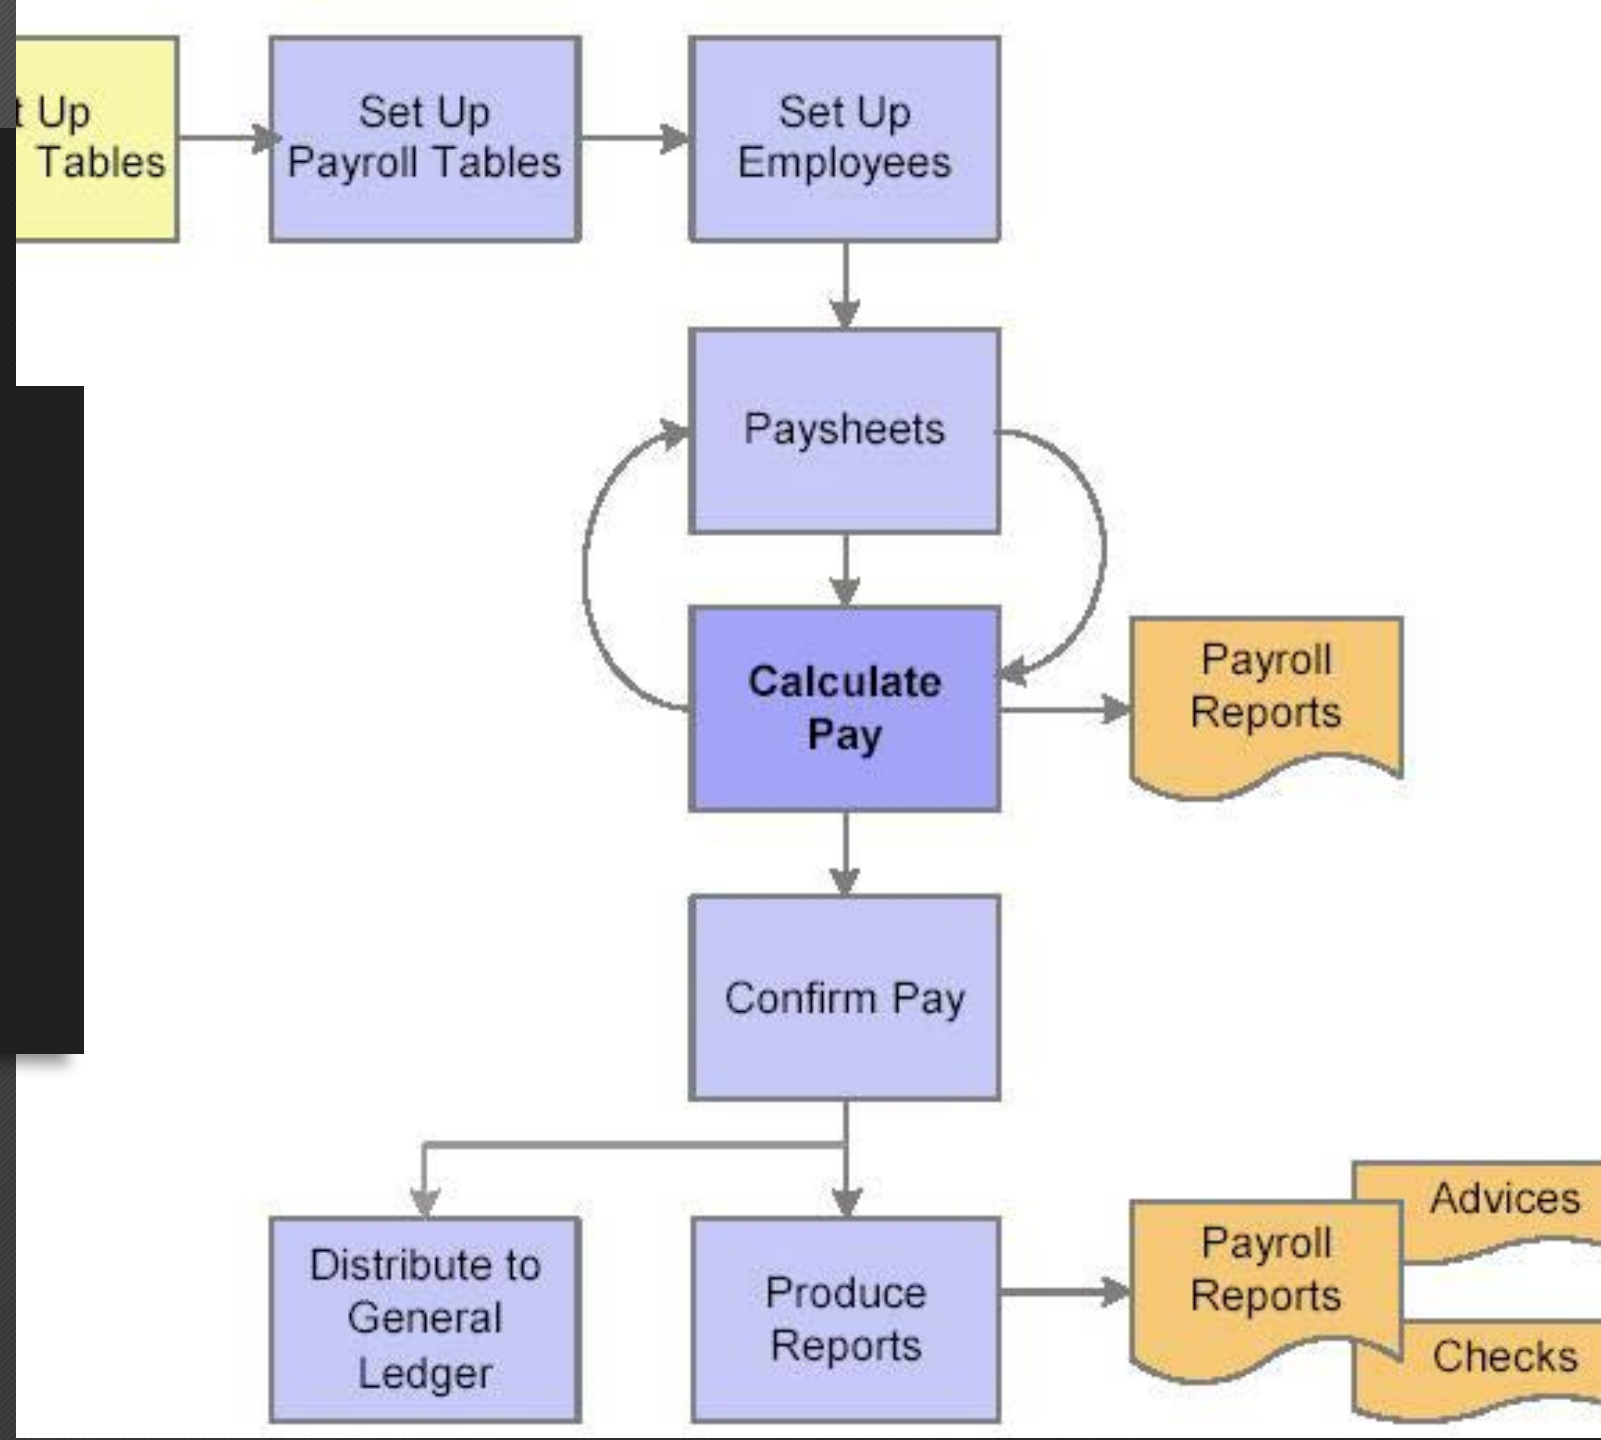 t Up
Tables
Set Up
Payroll Tables
Set Up
Employees
Paysheets
Calculate
Pay
Payroll
Reports
Confirm Pay
Distribute to
General
Ledger
Produce
Reports
Payroll
Reports
Advices
Checks